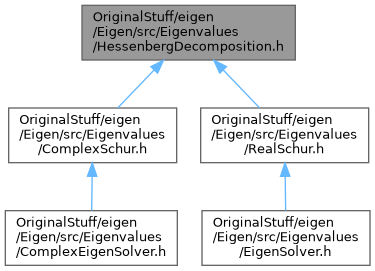 OriginalStuff/eigen
/Eigen/src/Eigenvalues
/HessenbergDecomposition.h
OriginalStuff/eigen
/Eigen/src/Eigenvalues
/ComplexSchur.h
OriginalStuff/eigen
/Eigen/src/Eigenvalues
/RealSchur.h
OriginalStuff/eigen
/Eigen/src/Eigenvalues
/ComplexEigenSolver.h
OriginalStuff/eigen
/Eigen/src/Eigenvalues
/EigenSolver.h